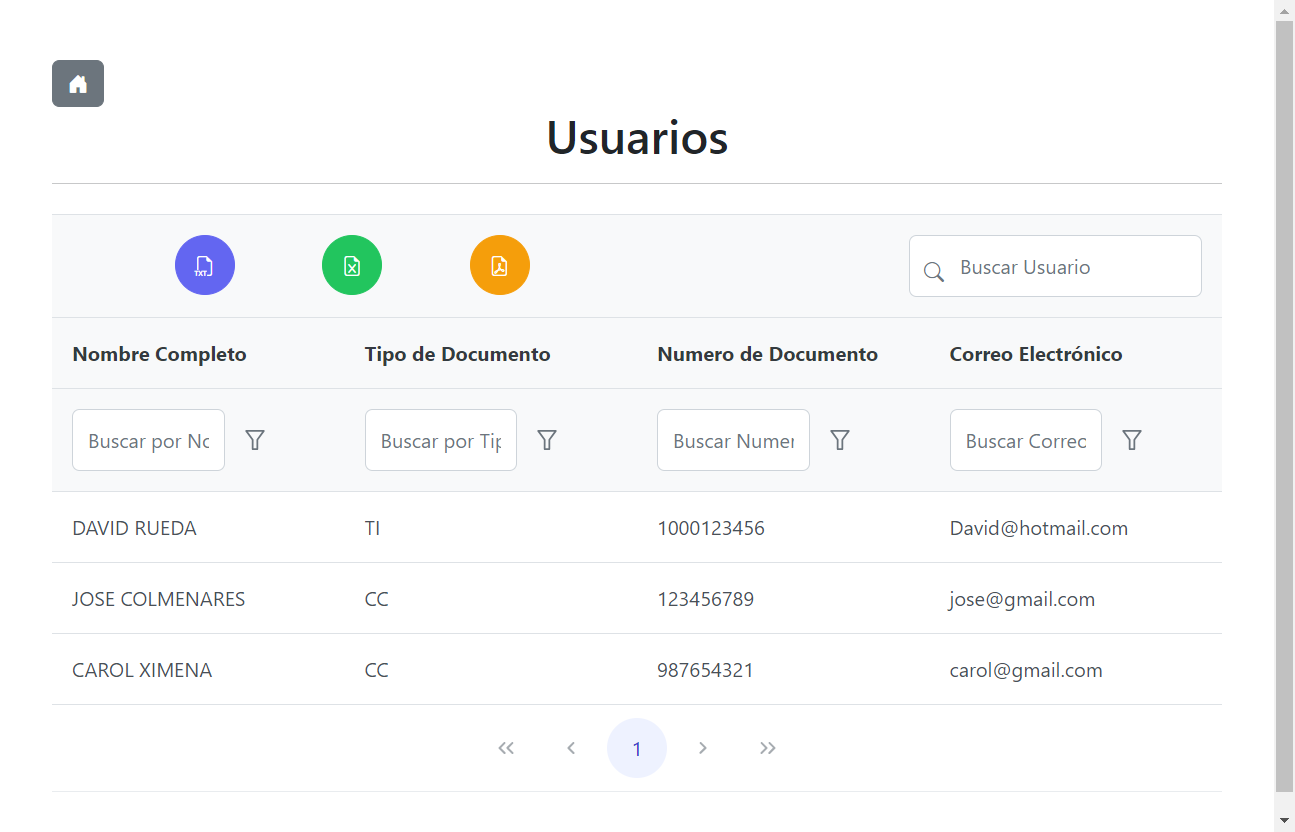 Usuarios
TXT
Buscar Usuario
Nombre Completo Tipo de Documento Numero de Documento Correo Electrónico
Buscar por No Buscar por Tip Buscar Numer Buscar Correc
DAVID RUEDA TI 1000123456 David@hotmail.com
JOSE COLMENARES CC 123456789 jose@gmail.com
CAROL XIMENA CC 987654321 carol@gmail.com
1